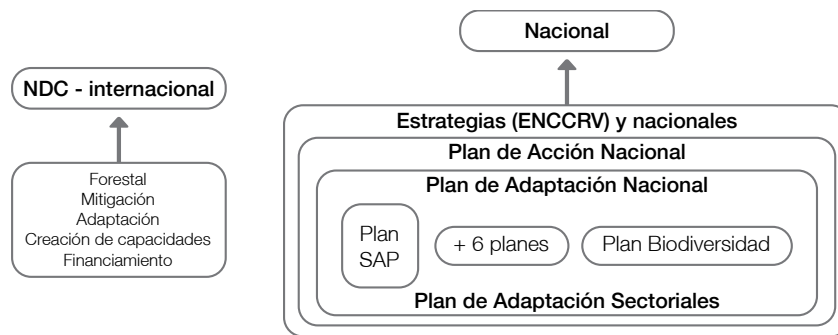 NDC - internacional
Forestal
Mitigación
Adaptación
Creación de capacidades
Financiamiento
Nacional
Estrategias (ENCCRV) y nacionales
Plan de Acción Nacional
Plan de Adaptación Nacional
Plan
SAP
+ 6 planes
Plan Biodiversidad
Plan de Adaptación Sectoriales